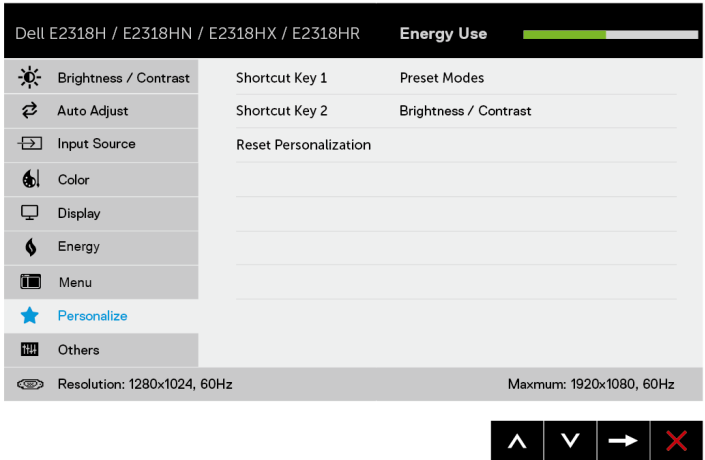 Dell E2318H / E2318HN / E2318HX / E2318HR Energy Use
Brightness / Contrast Shortcut Key 1 Preset Modes
Auto Adjust Shortcut Key 2 Brightness / Contrast
Input Source Reset Personalization
Color
Display
Energy
Menu
Personalize
Others
Resolution: 1280x1024, 60Hz Maxmum: 1920x1080, 60Hz